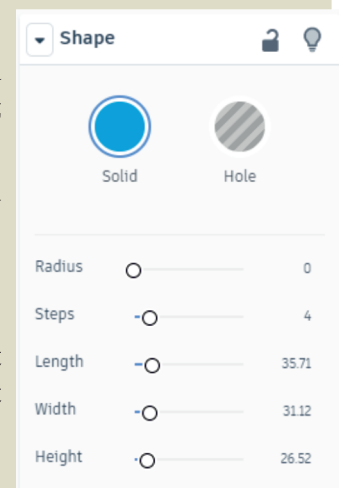 Shape
Solid Hole
Radius 0
Steps 4
Length 35.71
Width 31.12
Height 26.52